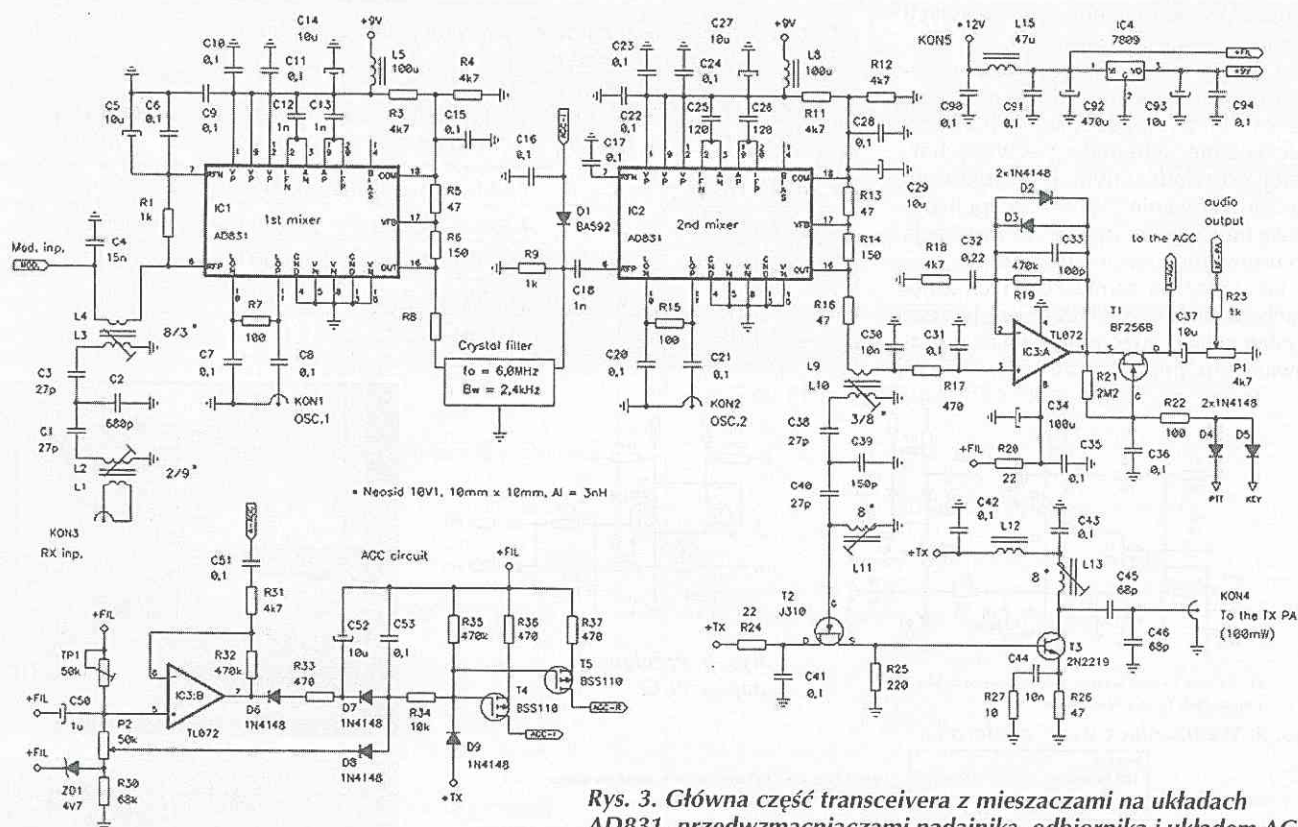 C14
10u
+9V
C10
0,1
C11
0,1
L5
100u
R4
4k7
C5
10u
C6
0,1
C9
0,1
C12
1n
C13
1n
R3
4k7
C15
0,1
R1
1k
IC1
AD831
1st mixer
COM
VFB
OUT
R5
47
R6
150
R8
Mod. inp.
MOD.
C4
15n
L4
L3
8/3*
C3
27p
C2
680p
C1
27p
L2
L1
2/9*
KON3
RX inp.
R7
100
C7
0,1
C8
0,1
KON1
OSC.1
Crystal filter
fo = 6,0MHz
Bw = 2,4kHz
* Neosid 10V1, 10mm x 10mm, Al = 3nH
C16
0,1
AGC-I
D1
BA592
R9
1k
C18
1n
C17
0,1
C27
10u
+9V
C23
0,1
C24
0,1
L8
100u
R12
4k7
C22
0,1
C25
120
C26
120
R11
4k7
C28
0,1
C29
10u
IC2
AD831
2nd mixer
COM
VFB
OUT
R13
47
R14
150
R16
47
R15
100
C20
0,1
C21
0,1
KON2
OSC.2
C30
10n
C31
0,1
L9
L10
3/8*
R17
470
C38
27p
C39
150p
C40
27p
8*
L11
+12V
KON5
L15
47u
IC4
7809
+FIL
+9V
C90
0,1
C91
0,1
C92
470u
C93
10u
C94
0,1
2x1N4148
D2
D3
C33
100p
R18
4k7
C32
0,22
470k
R19
IC3:A
TL072
audio
output
to the AGC
T1
BF256B
C37
10u
R23
1k
P1
4k7
R21
2M2
R22
100
2x1N4148
D4
D5
PTT
KEY
C34
100u
+FIL
R20
22
C35
0,1
C36
0,1
C42
0,1
L12
C43
0,1
+TX
8*
L13
C45
68p
C46
68p
KON4
To the TX PA
(100mW)
T2
J310
+TX
22
R24
C41
0,1
R25
220
T3
2N2219
C44
10n
R27
10
R26
47
C51
0,1
R31
4k7
AGC circuit
+FIL
+FIL
TP1
50k
R32
470k
R33
470
C52
10u
C53
0,1
R35
470k
R36
470
R37
470
T5
BSS110
AGC-R
T4
BSS110
AGC-I
IC3:B
TL072
D6
1N4148
D7
1N4148
R34
10k
D8
1N4148
D9
1N4148
+TX
+FIL
C50
1u
P2
50k
+FIL
ZD1
4V7
R30
68k
Rys. 3. Główna część transceivera z mieszaczami na układach
AD831, przedwzmacniaczami nadajnika, odbiornika i układem AGC